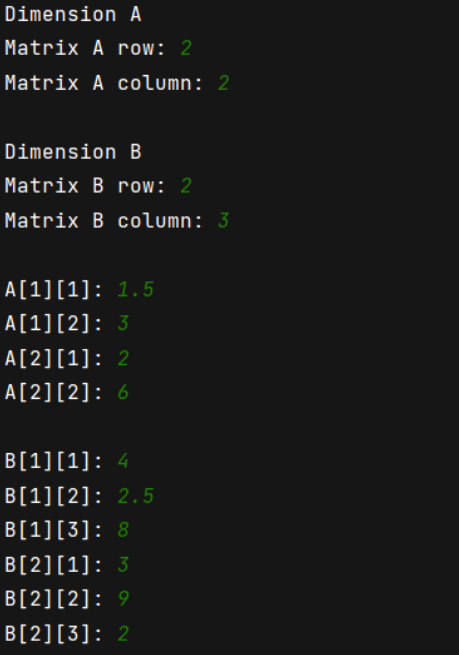 Dimension A
Matrix A row: 2
Matrix A column: 2
Dimension B
Matrix B row: 2
Matrix B column: 3
A[1][1]: 1.5
A[1][2]: 3
A[2][1]: 2
A[2][2]: 6
B[1][1]: 4
B[1][2]: 2.5
B[1][3]: 8
B[2][1]: 3
B[2][2]: 9
B[2][3]: 2